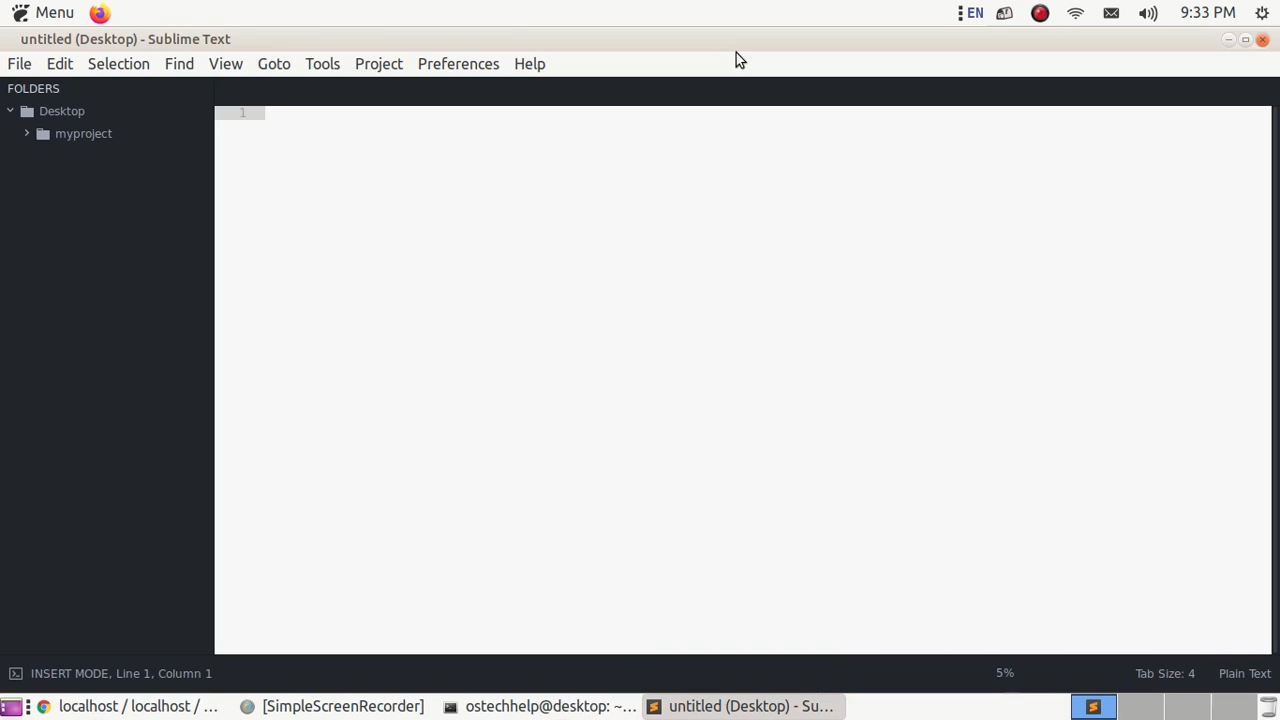 Menu
EN
9:33 PM
untitled (Desktop) - Sublime Text
File Edit Selection Find View Goto Tools Project Preferences Help
FOLDERS
Desktop
myproject
1
INSERT MODE, Line 1, Column 1
5%
Tab Size: 4
Plain Text
localhost / localhost / ...
[SimpleScreenRecorder]
ostechhelp@desktop: ~...
untitled (Desktop) - Su...